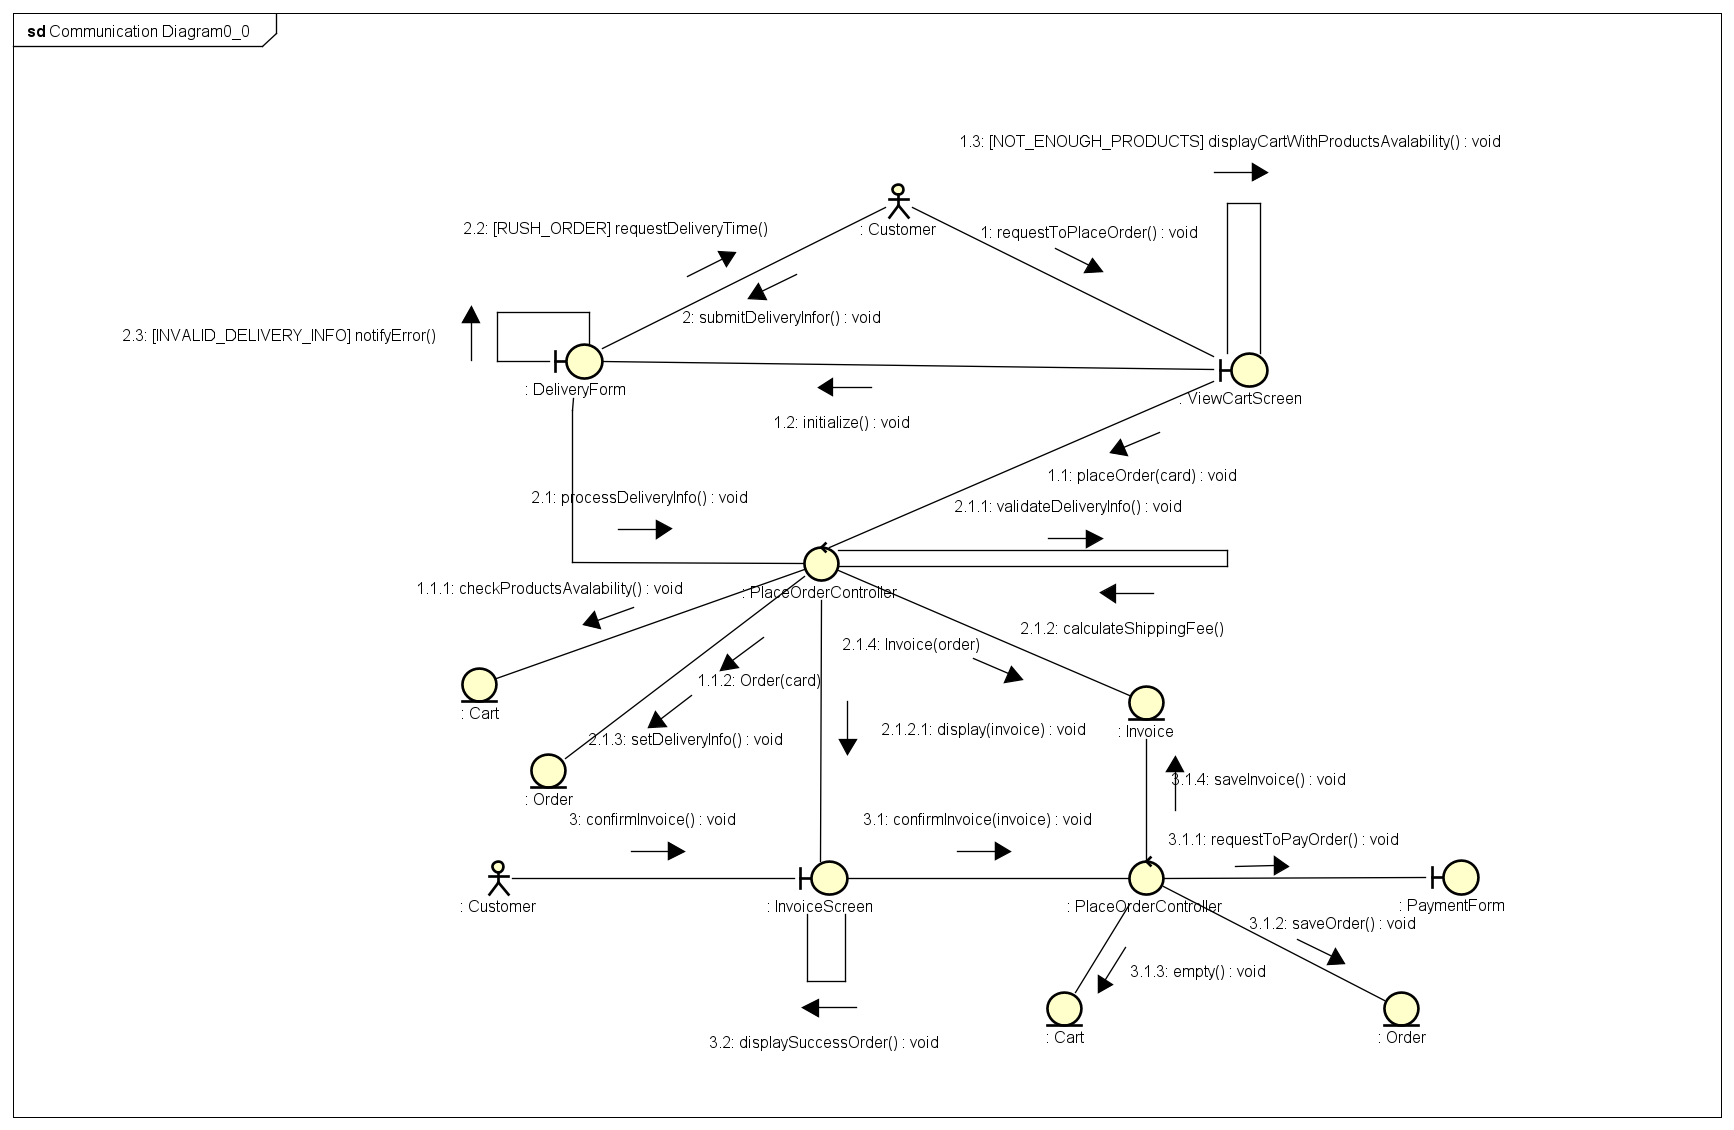 sd Communication Diagram0_0
1.3: [NOT_ENOUGH_PRODUCTS] displayCartWithProductsAvalability() : void
2.2: [RUSH_ORDER] requestDeliveryTime()
: Customer
1: requestToPlaceOrder() : void
2: submitDeliveryInfor() : void
2.3: [INVALID_DELIVERY_INFO] notifyError()
: DeliveryForm
: ViewCartScreen
1.2: initialize() : void
1.1: placeOrder(card) : void
2.1: processDeliveryInfo() : void
2.1.1: validateDeliveryInfo() : void
1.1.1: checkProductsAvalability() : void
: PlaceOrderController
2.1.2: calculateShippingFee()
2.1.4: Invoice(order)
1.1.2: Order(card)
: Cart
2.1.2.1: display(invoice) : void
: Invoice
2.1.3: setDeliveryInfo() : void
3.1.4: saveInvoice() : void
: Order
3: confirmInvoice() : void
3.1: confirmInvoice(invoice) : void
3.1.1: requestToPayOrder() : void
: Customer
: InvoiceScreen
: PlaceOrderController
: PaymentForm
3.1.2: saveOrder() : void
3.1.3: empty() : void
: Cart
: Order
3.2: displaySuccessOrder() : void